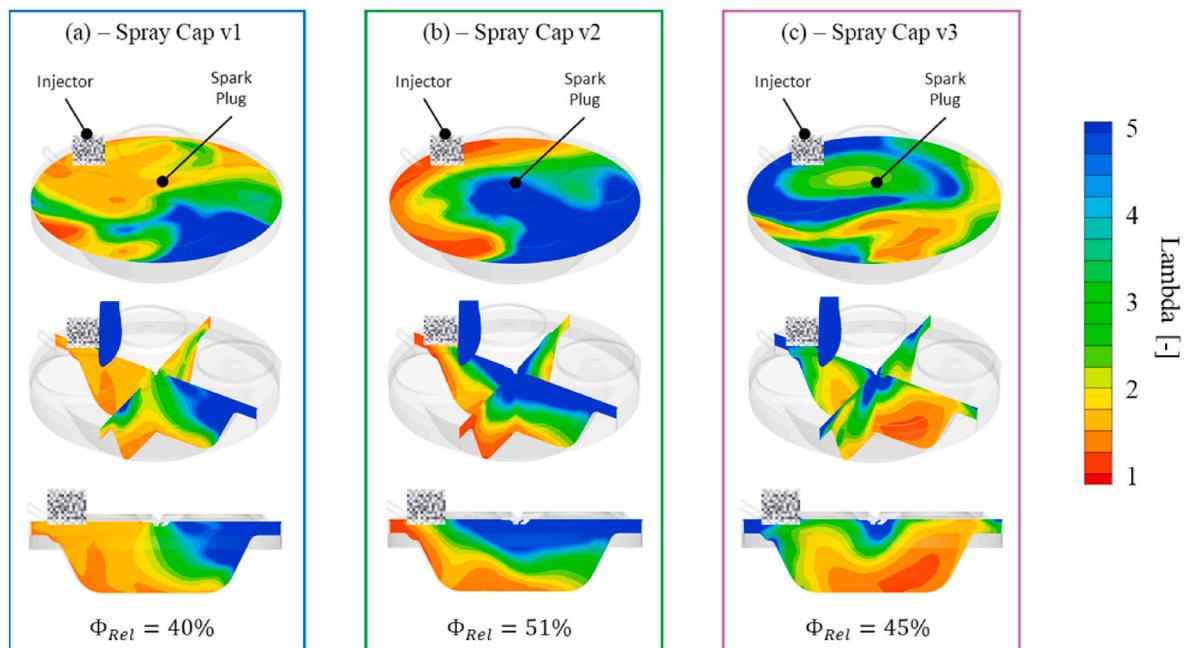 (a) – Spray Cap v1
Injector
Spark
Plug
Φ_Rel = 40%
(b) – Spray Cap v2
Injector
Spark
Plug
Φ_Rel = 51%
(c) – Spray Cap v3
Injector
Spark
Plug
Φ_Rel = 45%
5
4
3
2
1
Lambda [-]